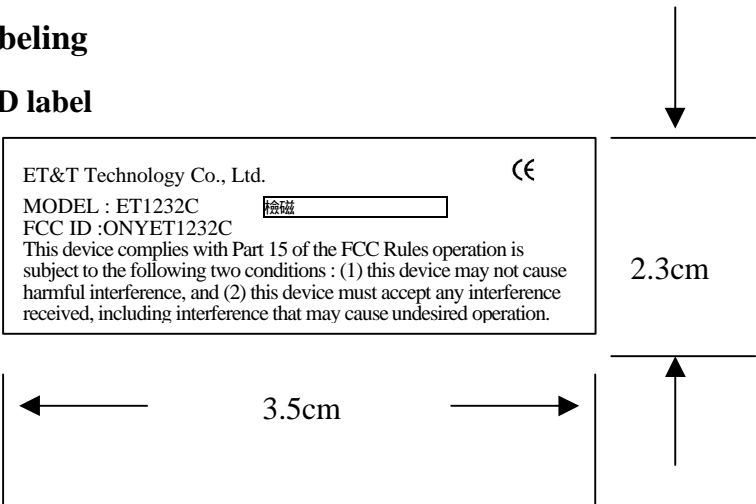 beling
D label
ET&T Technology Co., Ltd. CE
MODEL : ET1232C 檢磁
FCC ID :ONYET1232C
This device complies with Part 15 of the FCC Rules operation is
subject to the following two conditions : (1) this device may not cause
harmful interference, and (2) this device must accept any interference
received, including interference that may cause undesired operation.
2.3cm
3.5cm